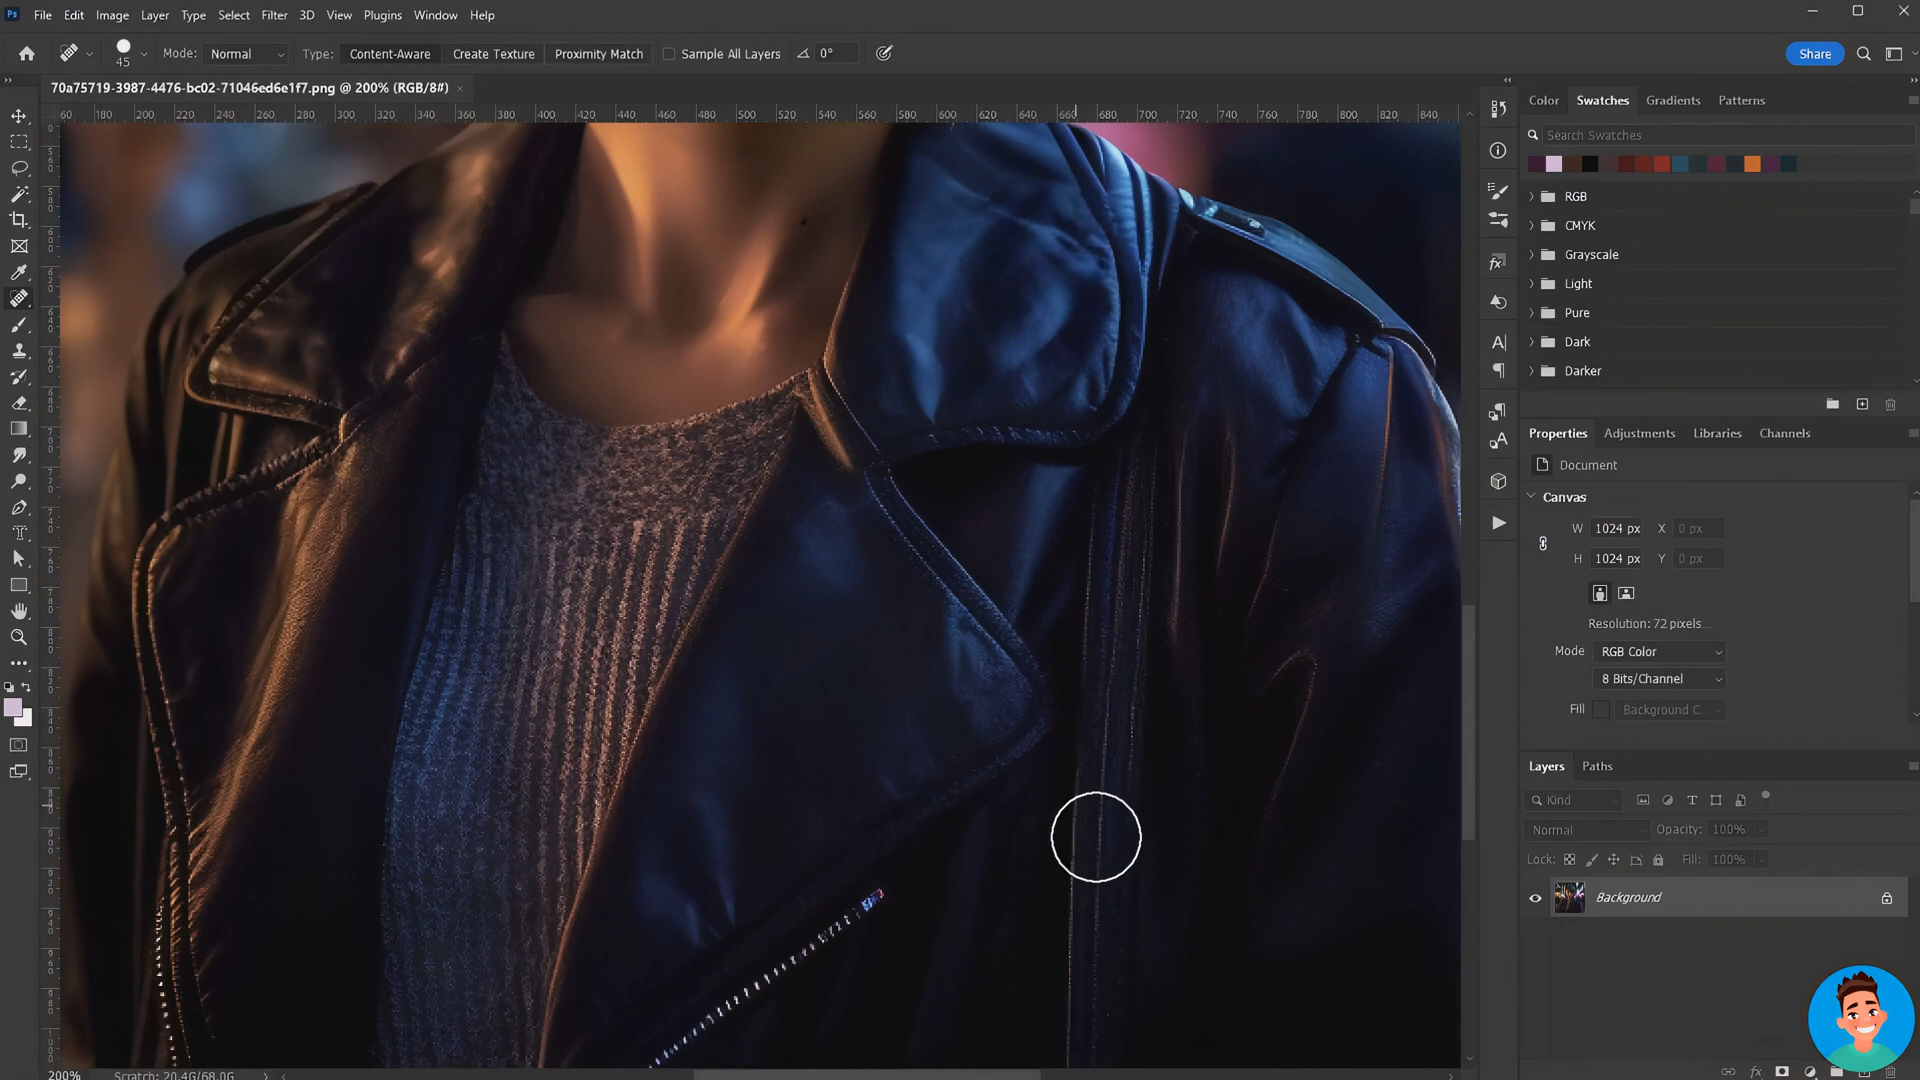 Ps File Edit Image Layer Type Select Filter 3D View Plugins Window Help
45 Mode: Normal Type: Content-Aware Create Texture Proximity Match Sample All Layers 0° Share
70a75719-3987-4476-bc02-71046ed6e1f7.png @ 200% (RGB/8#) ×
60 180 200 220 240 260 280 300 320 340 360 380 400 420 440 460 480 500 520 540 560 580 600 620 640 660 680 700 720 740 760 780 800 820 840
Color Swatches Gradients Patterns
Search Swatches
RGB
CMYK
Grayscale
Light
Pure
Dark
Darker
Properties Adjustments Libraries Channels
Document
Canvas
W 1024 px X 0 px
H 1024 px Y 0 px
Resolution: 72 pixels...
Mode RGB Color
8 Bits/Channel
Fill Background C...
Layers Paths
Kind
Normal Opacity: 100%
Lock: Fill: 100%
Background
200% Scratch: 20.4G/68.0G